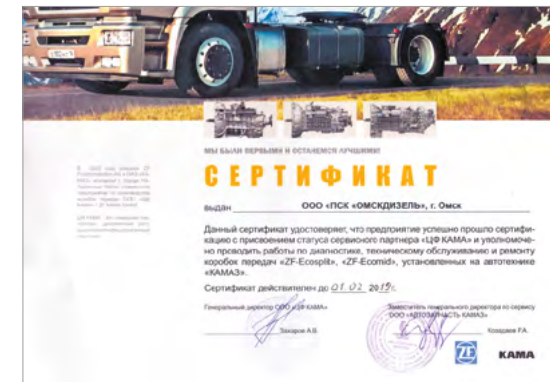 МЫ БЫЛИ ПЕРВЫМИ И ОСТАНЕМСЯ ЛУЧШИМИ!
СЕРТИФИКАТ
выдан ООО «ПСК «ОМСКДИЗЕЛЬ», г. Омск
Данный сертификат удостоверяет, что предприятие успешно прошло сертифи-
кацию с присвоением статуса сервисного партнера «ЦФ КАМА» и уполномоче-
но проводить работы по диагностике, техническому обслуживанию и ремонту
коробок передач «ZF-Ecosplit», «ZF-Ecomid», установленных на автотехнике
«КАМАЗ».
Сертификат действителен до 01.02 2019г.
Генеральный директор ООО «ЦФ КАМА»
Захаров А.В.
Заместитель генерального директора по сервису
ООО «АВТОЗАПЧАСТЬ КАМАЗ»
Козырев Р.А.
ZF КАМА